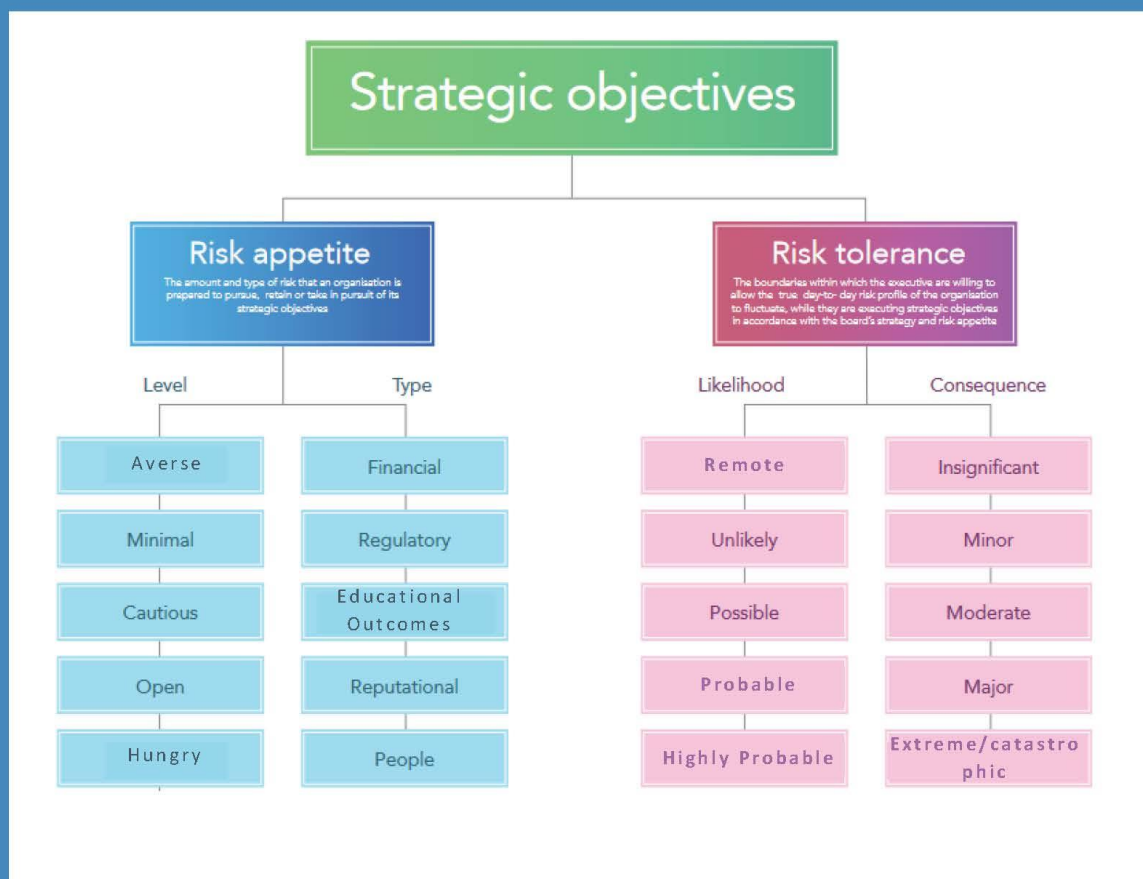 Strategic objectives
Risk appetite
The amount and type of risk that an organisation is
prepared to pursue, retain or take in pursuit of its
strategic objectives
Risk tolerance
The boundaries within which the executive are willing to
allow the true day-to- day risk profile of the organisation
to fluctuate, while they are executing strategic objectives
in accordance with the board's strategy and risk appetite
Level
Type
Averse
Financial
Minimal
Regulatory
Cautious
Educational
Outcomes
Open
Reputational
Hungry
People
Likelihood
Consequence
Remote
Insignificant
Unlikely
Minor
Possible
Moderate
Probable
Major
Highly Probable
Extreme/catastro
phic